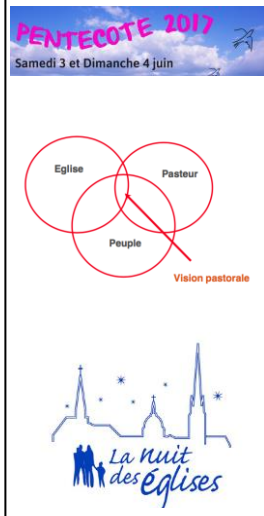 PENTECOTE 2017
Samedi 3 et Dimanche 4 juin
Eglise
Pasteur
Peuple
Vision pastorale
La nuit
des églises